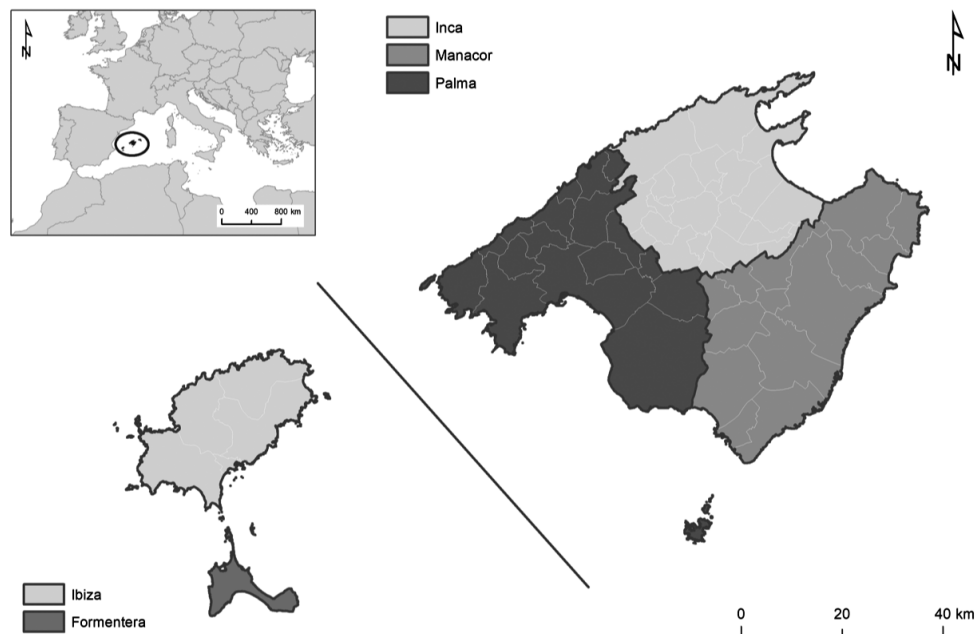 N
0 400 800 km
Inca
Manacor
Palma
N
Ibiza
Formentera
0 20 40 km